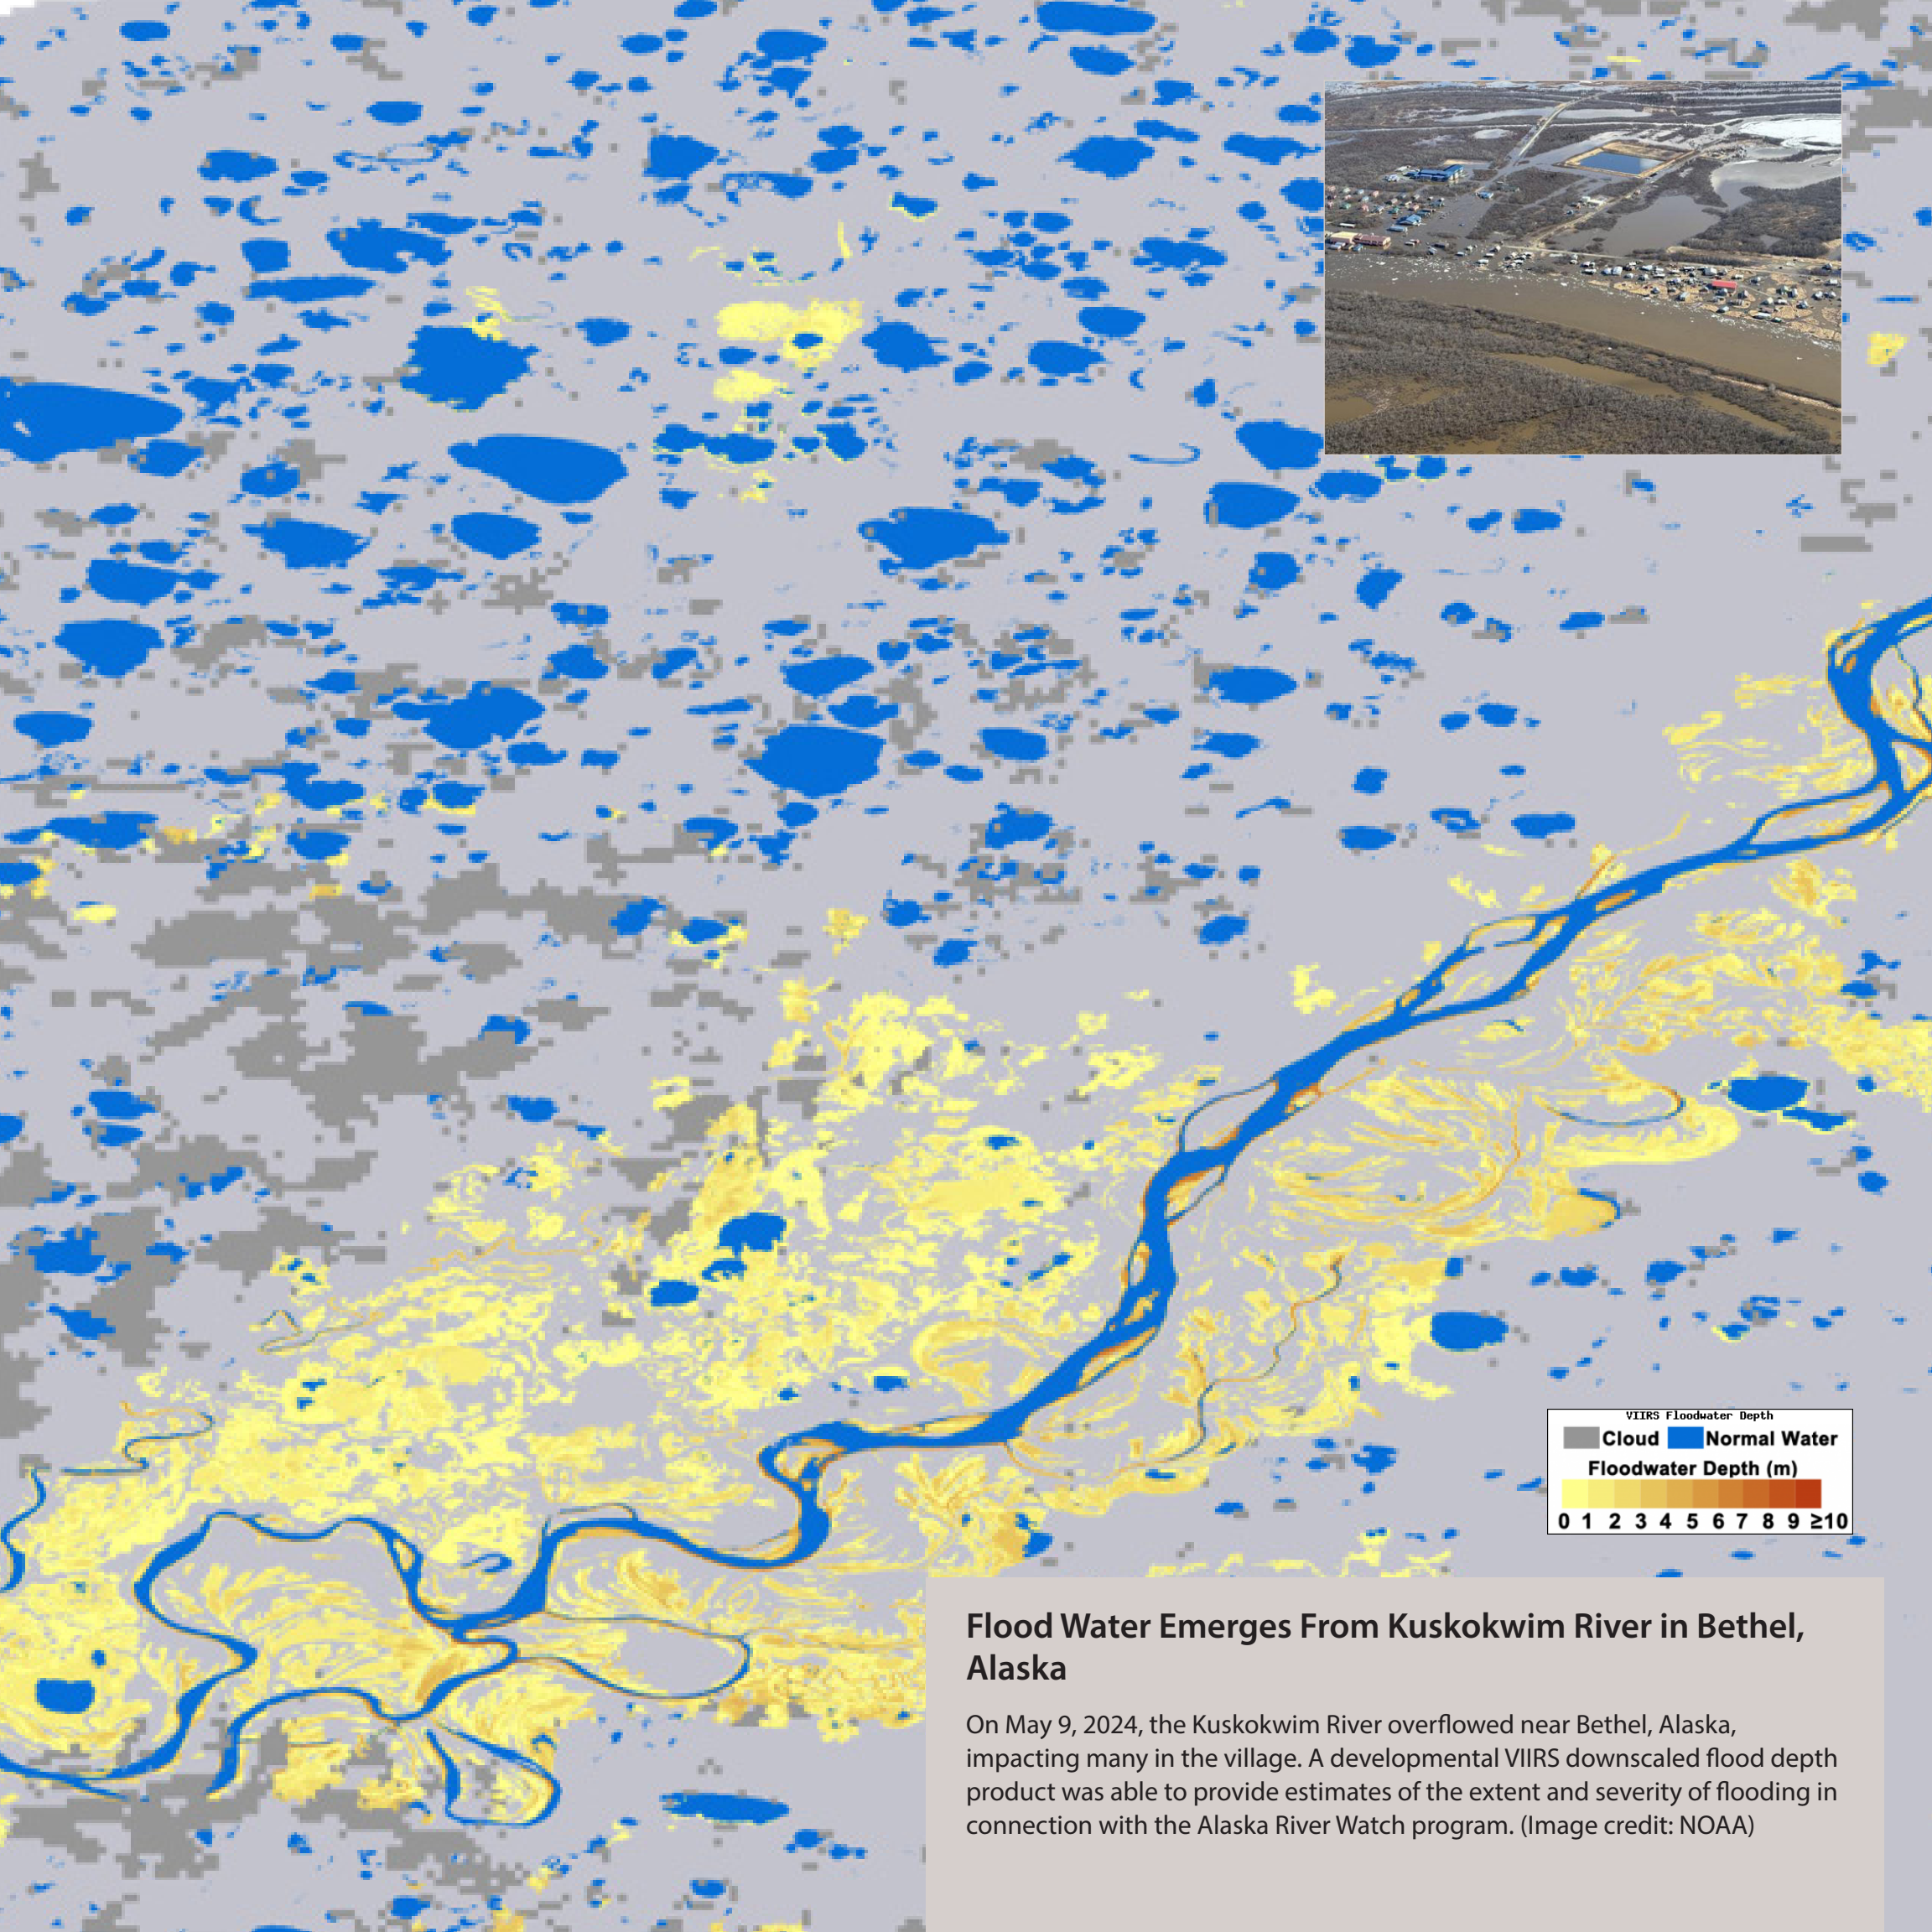 VIIRS Floodwater Depth
Cloud Normal Water
Floodwater Depth (m)
0 1 2 3 4 5 6 7 8 9 ≥10
Flood Water Emerges From Kuskokwim River in Bethel,
Alaska
On May 9, 2024, the Kuskokwim River overflowed near Bethel, Alaska,
impacting many in the village. A developmental VIIRS downscaled flood depth
product was able to provide estimates of the extent and severity of flooding in
connection with the Alaska River Watch program. (Image credit: NOAA)